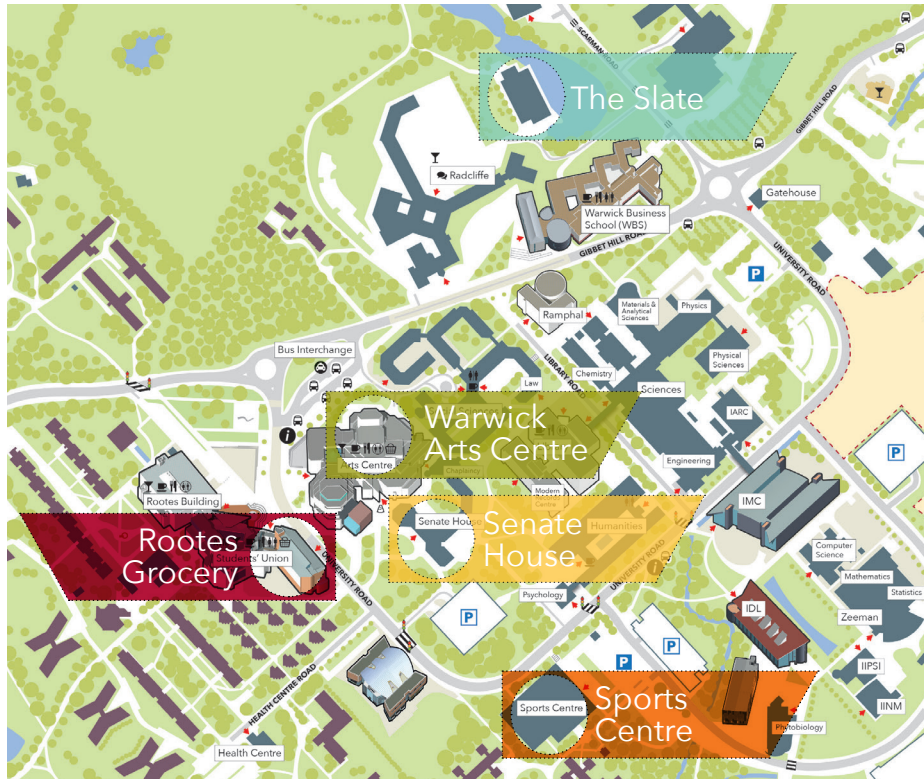 SCARMAN ROAD
The Slate
GIBBET HILL ROAD
Radcliffe
Warwick Business
School (WBS)
Gatehouse
GIBBET HILL ROAD
UNIVERSITY ROAD
P
Materials &
Analytical
Sciences
Physics
Ramphal
Physical
Sciences
Bus Interchange
Chemistry
LIBRARY ROAD
Law
Sciences
IARC
i
Warwick
Arts Centre
Arts Centre
Chaplaincy
Engineering
P
Modern
Centre
Rootes Building
IMC
Senate House
Senate
House
Humanities
Rootes
Grocery
Students' Union
UNIVERSITY ROAD
UNIVERSITY ROAD
i
Computer
Science
Mathematics
Statistics
Psychology
IDL
P
Zeeman
P
P
IIPSI
HEALTH CENTRE ROAD
Sports Centre
Sports
Centre
IINM
Phytobiology
Health Centre